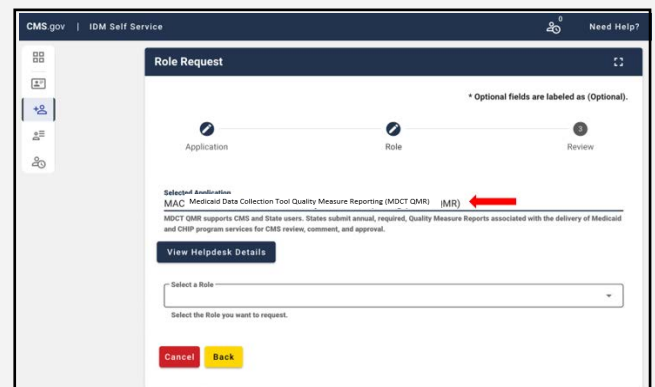 CMS.gov | IDM Self Service
0
Need Help?
Role Request
* Optional fields are labeled as (Optional).
Application
Role
3
Review
Selected Application
MAC Medicaid Data Collection Tool Quality Measure Reporting (MDCT QMR) MR)
MDCT QMR supports CMS and State users. States submit annual, required, Quality Measure Reports associated with the delivery of Medicaid
and CHIP program services for CMS review, comment, and approval.
View Helpdesk Details
Select a Role
Select the Role you want to request.
Cancel Back